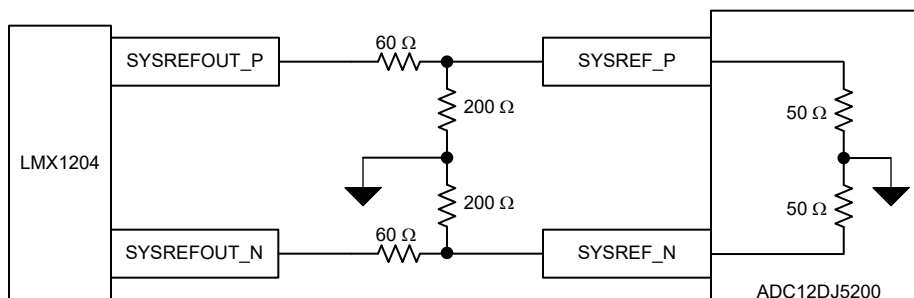 60 Ω
SYSREFOUT_P
SYSREF_P
200 Ω
50 Ω
LMX1204
200 Ω
50 Ω
60 Ω
SYSREFOUT_N
SYSREF_N
ADC12DJ5200